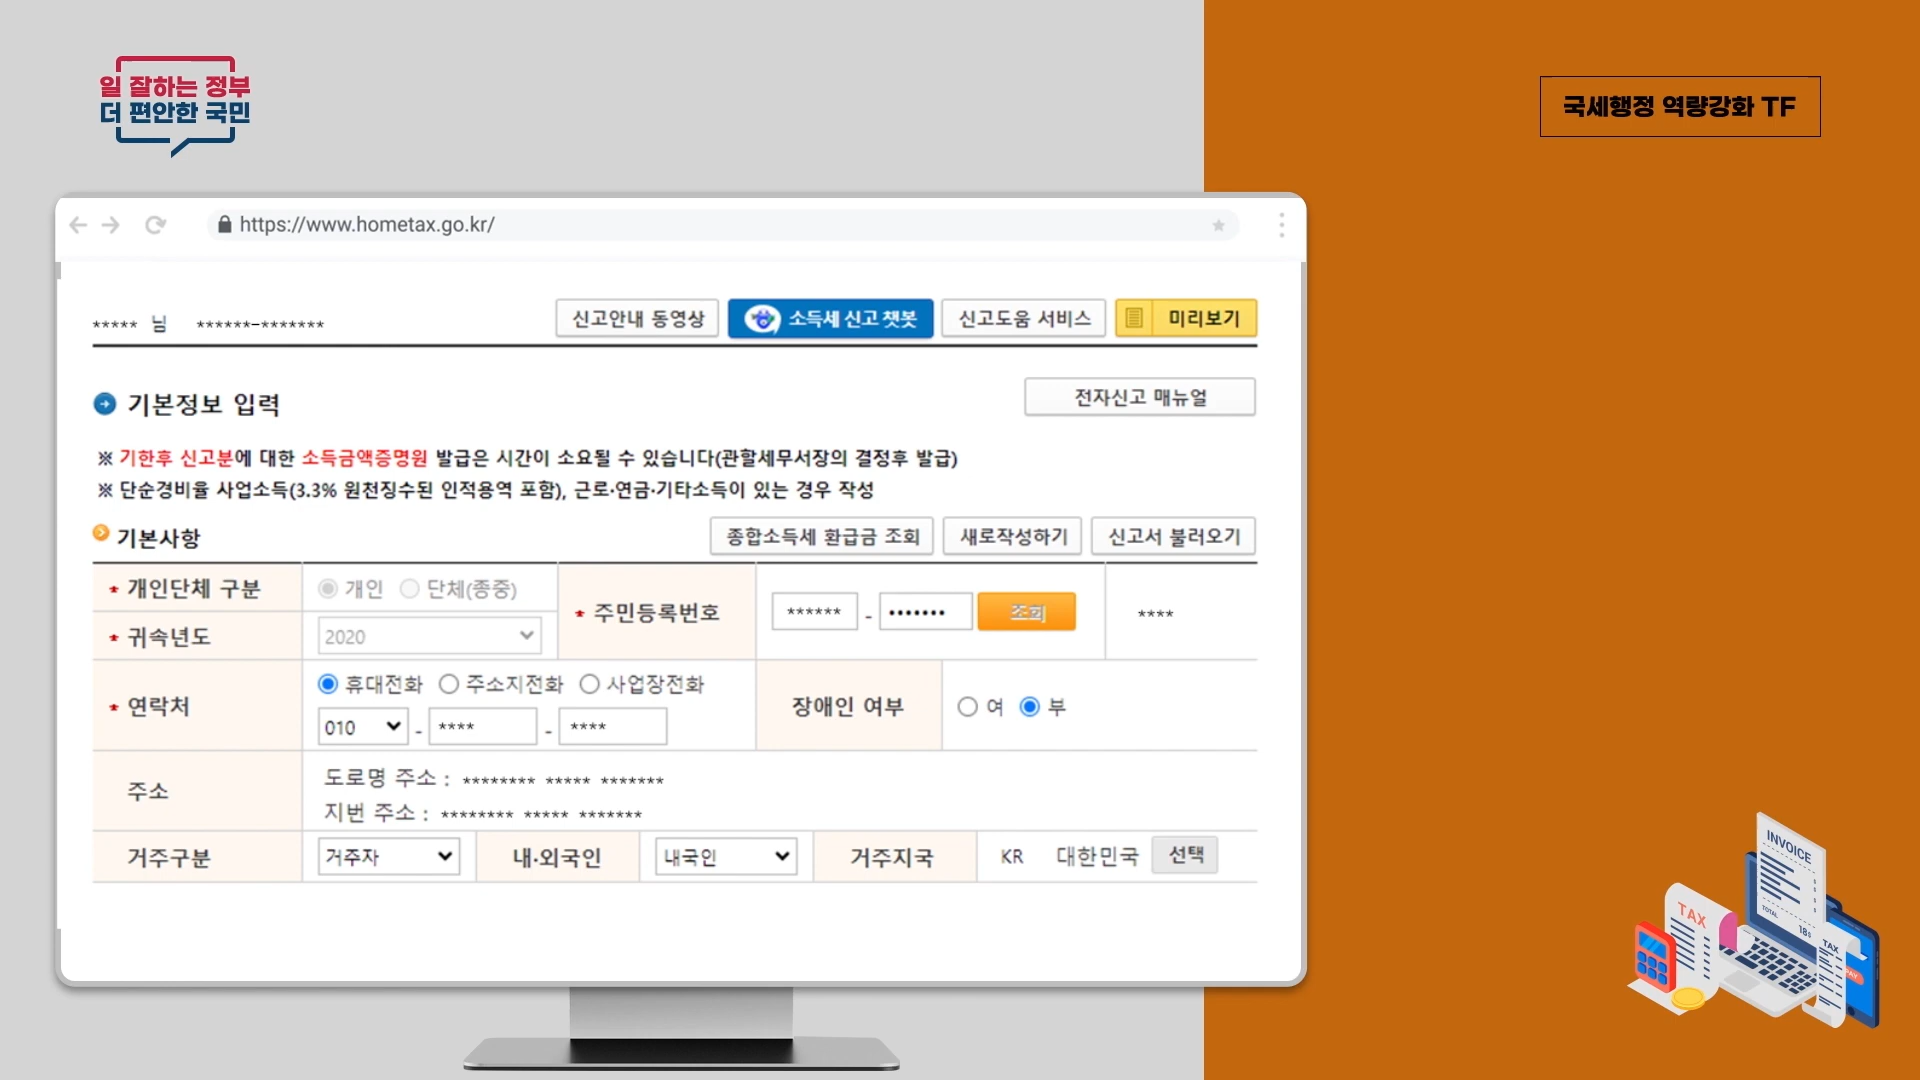 일 잘하는 정부
더 편안한 국민
국세행정 역량강화 TF
https://www.hometax.go.kr/
***** 님 ******-*******
신고안내 동영상
소득세 신고 챗봇
신고도움 서비스
미리보기
기본정보 입력
전자신고 매뉴얼
※ 기한후 신고분에 대한 소득금액증명원 발급은 시간이 소요될 수 있습니다(관할세무서장의 결정후 발급)
※ 단순경비율 사업소득(3.3% 원천징수된 인적용역 포함), 근로·연금·기타소득이 있는 경우 작성
기본사항
종합소득세 환급금 조회
새로작성하기
신고서 불러오기
* 개인단체 구분
개인 단체(종중)
* 주민등록번호
****** - •••••••
조회
****
* 귀속년도
2020
* 연락처
휴대전화 주소지전화 사업장전화
010 - **** - ****
장애인 여부
여 부
주소
도로명 주소 : ******** ***** *******
지번 주소 : ******** ***** *******
거주구분
거주자
내·외국인
내국인
거주지국
KR 대한민국
선택
INVOICE
TOTAL
18$
TAX
TAX
PAY